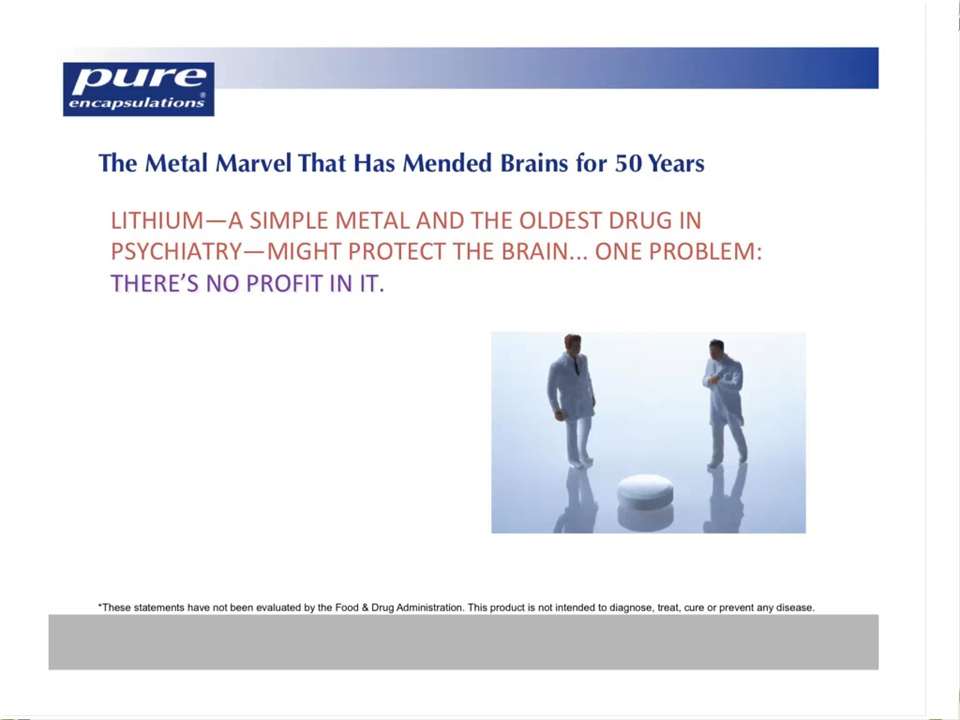 pure
encapsulations®
The Metal Marvel That Has Mended Brains for 50 Years
LITHIUM—A SIMPLE METAL AND THE OLDEST DRUG IN
PSYCHIATRY—MIGHT PROTECT THE BRAIN... ONE PROBLEM:
THERE’S NO PROFIT IN IT.
*These statements have not been evaluated by the Food & Drug Administration. This product is not intended to diagnose, treat, cure or prevent any disease.